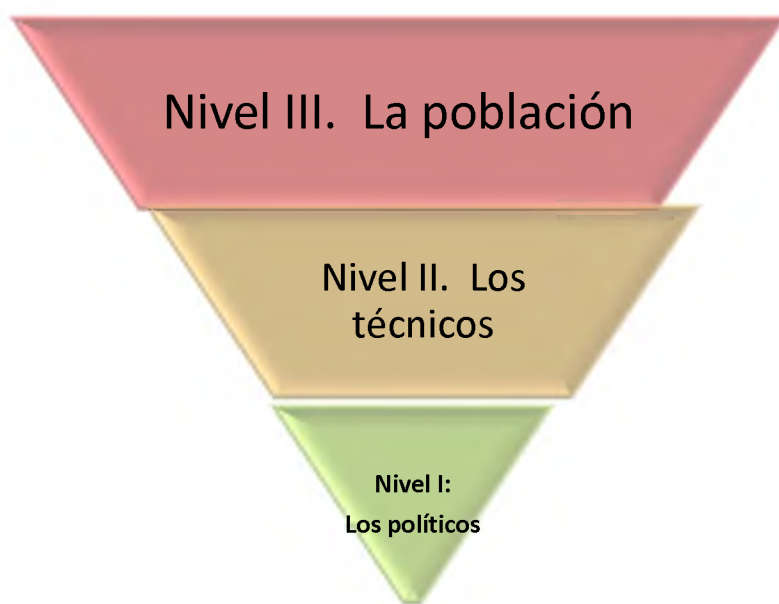 Nivel III.  La población
Nivel II.  Los
técnicos
Nivel I:
Los políticos